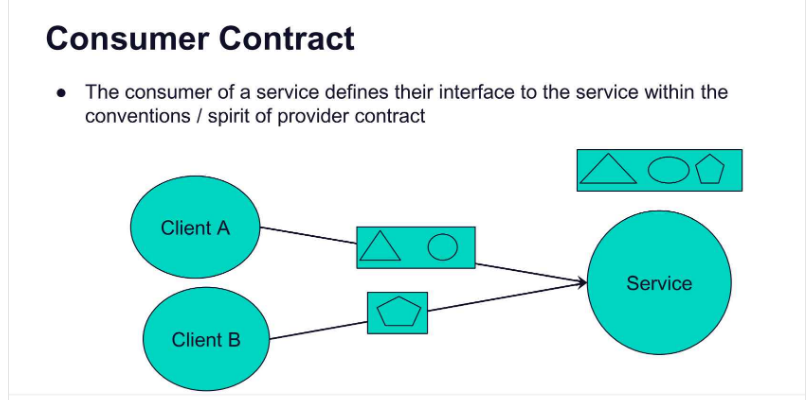 Consumer Contract
● The consumer of a service defines their interface to the service within the
conventions / spirit of provider contract
Client A
Service
Client B